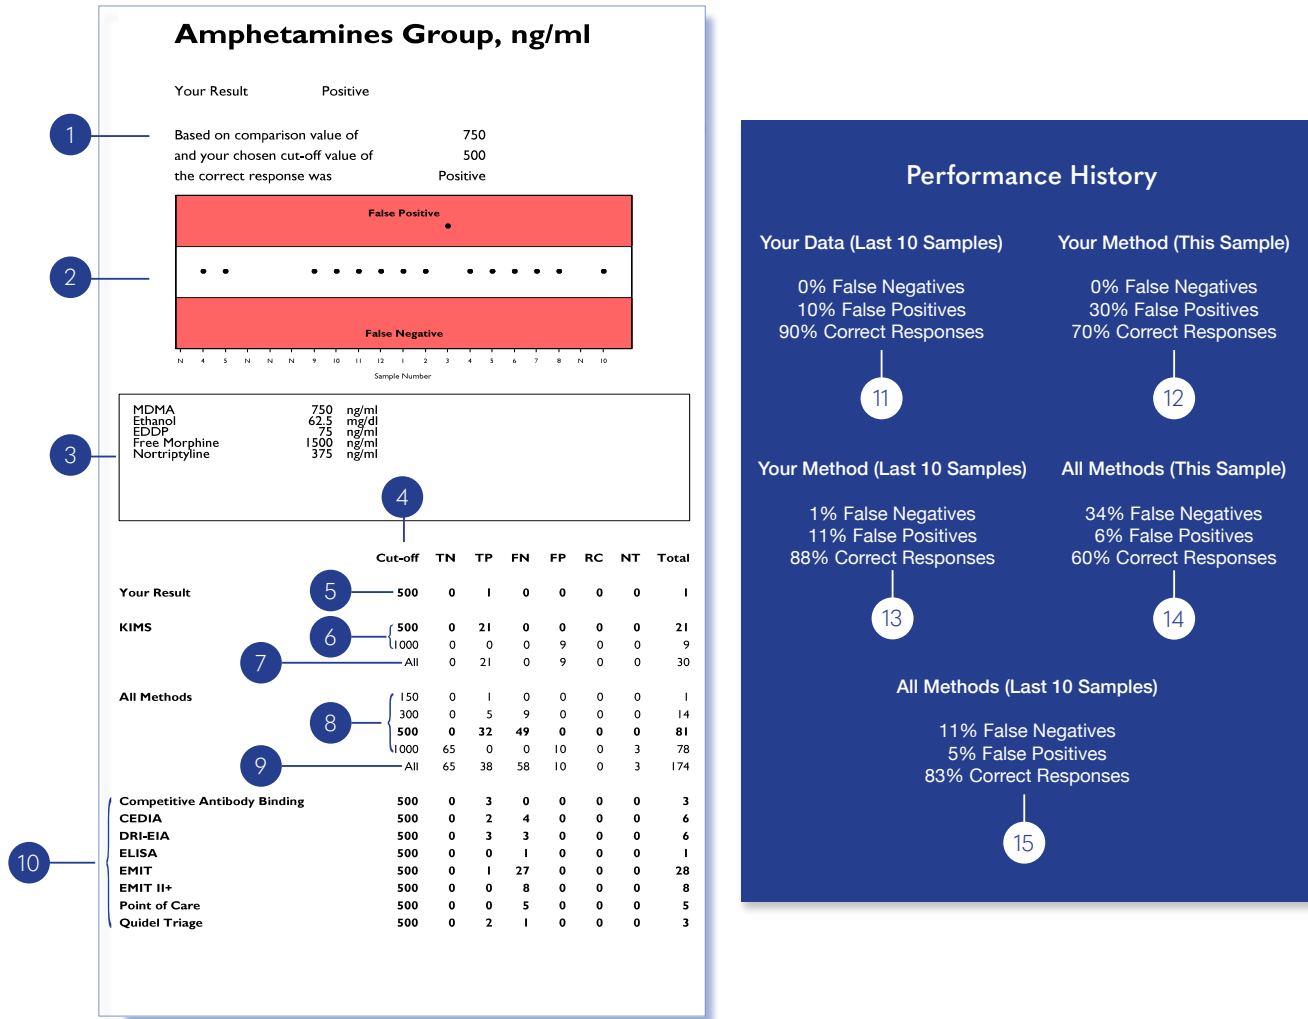 Amphetamines Group, ng/ml
Your Result Positive
1
Based on comparison value of 750
and your chosen cut-off value of 500
the correct response was Positive
False Positive
2
False Negative
N 4 5 N N N 9 10 11 12 1 2 3 4 5 6 7 8 N 10
Sample Number
3
MDMA 750 ng/ml
Ethanol 62.5 mg/dl
EDDP 75 ng/ml
Free Morphine 1500 ng/ml
Nortriptyline 375 ng/ml
4
Cut-off TN TP FN FP RC NT Total
5
Your Result 500 0 1 0 0 0 0 1
6
KIMS 500 0 21 0 0 0 0 21
1000 0 0 0 9 0 0 9
7
All 0 21 0 9 0 0 30
8
All Methods 150 0 1 0 0 0 0 1
300 0 5 9 0 0 0 14
500 0 32 49 0 0 0 81
1000 65 0 0 10 0 3 78
9
All 65 38 58 10 0 3 174
10
Competitive Antibody Binding 500 0 3 0 0 0 0 3
CEDIA 500 0 2 4 0 0 0 6
DRI-EIA 500 0 3 3 0 0 0 6
ELISA 500 0 0 1 0 0 0 1
EMIT 500 0 1 27 0 0 0 28
EMIT II+ 500 0 0 8 0 0 0 8
Point of Care 500 0 0 5 0 0 0 5
Quidel Triage 500 0 2 1 0 0 0 3
Performance History
Your Data (Last 10 Samples)
0% False Negatives
10% False Positives
90% Correct Responses
11
Your Method (This Sample)
0% False Negatives
30% False Positives
70% Correct Responses
12
Your Method (Last 10 Samples)
1% False Negatives
11% False Positives
88% Correct Responses
13
All Methods (This Sample)
34% False Negatives
6% False Positives
60% Correct Responses
14
All Methods (Last 10 Samples)
11% False Negatives
5% False Positives
83% Correct Responses
15